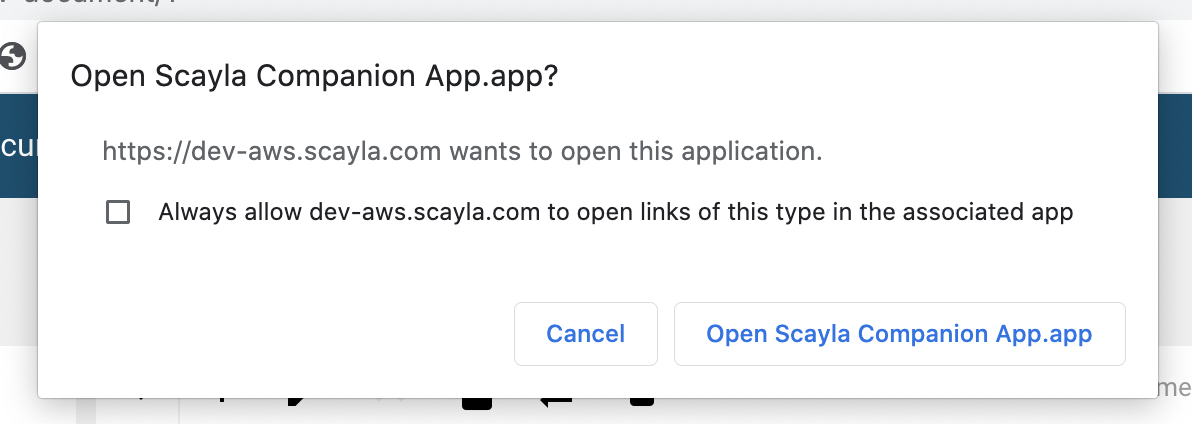 Open Scayla Companion App.app?
https://dev-aws.scayla.com wants to open this application.
Always allow dev-aws.scayla.com to open links of this type in the associated app
Cancel
Open Scayla Companion App.app